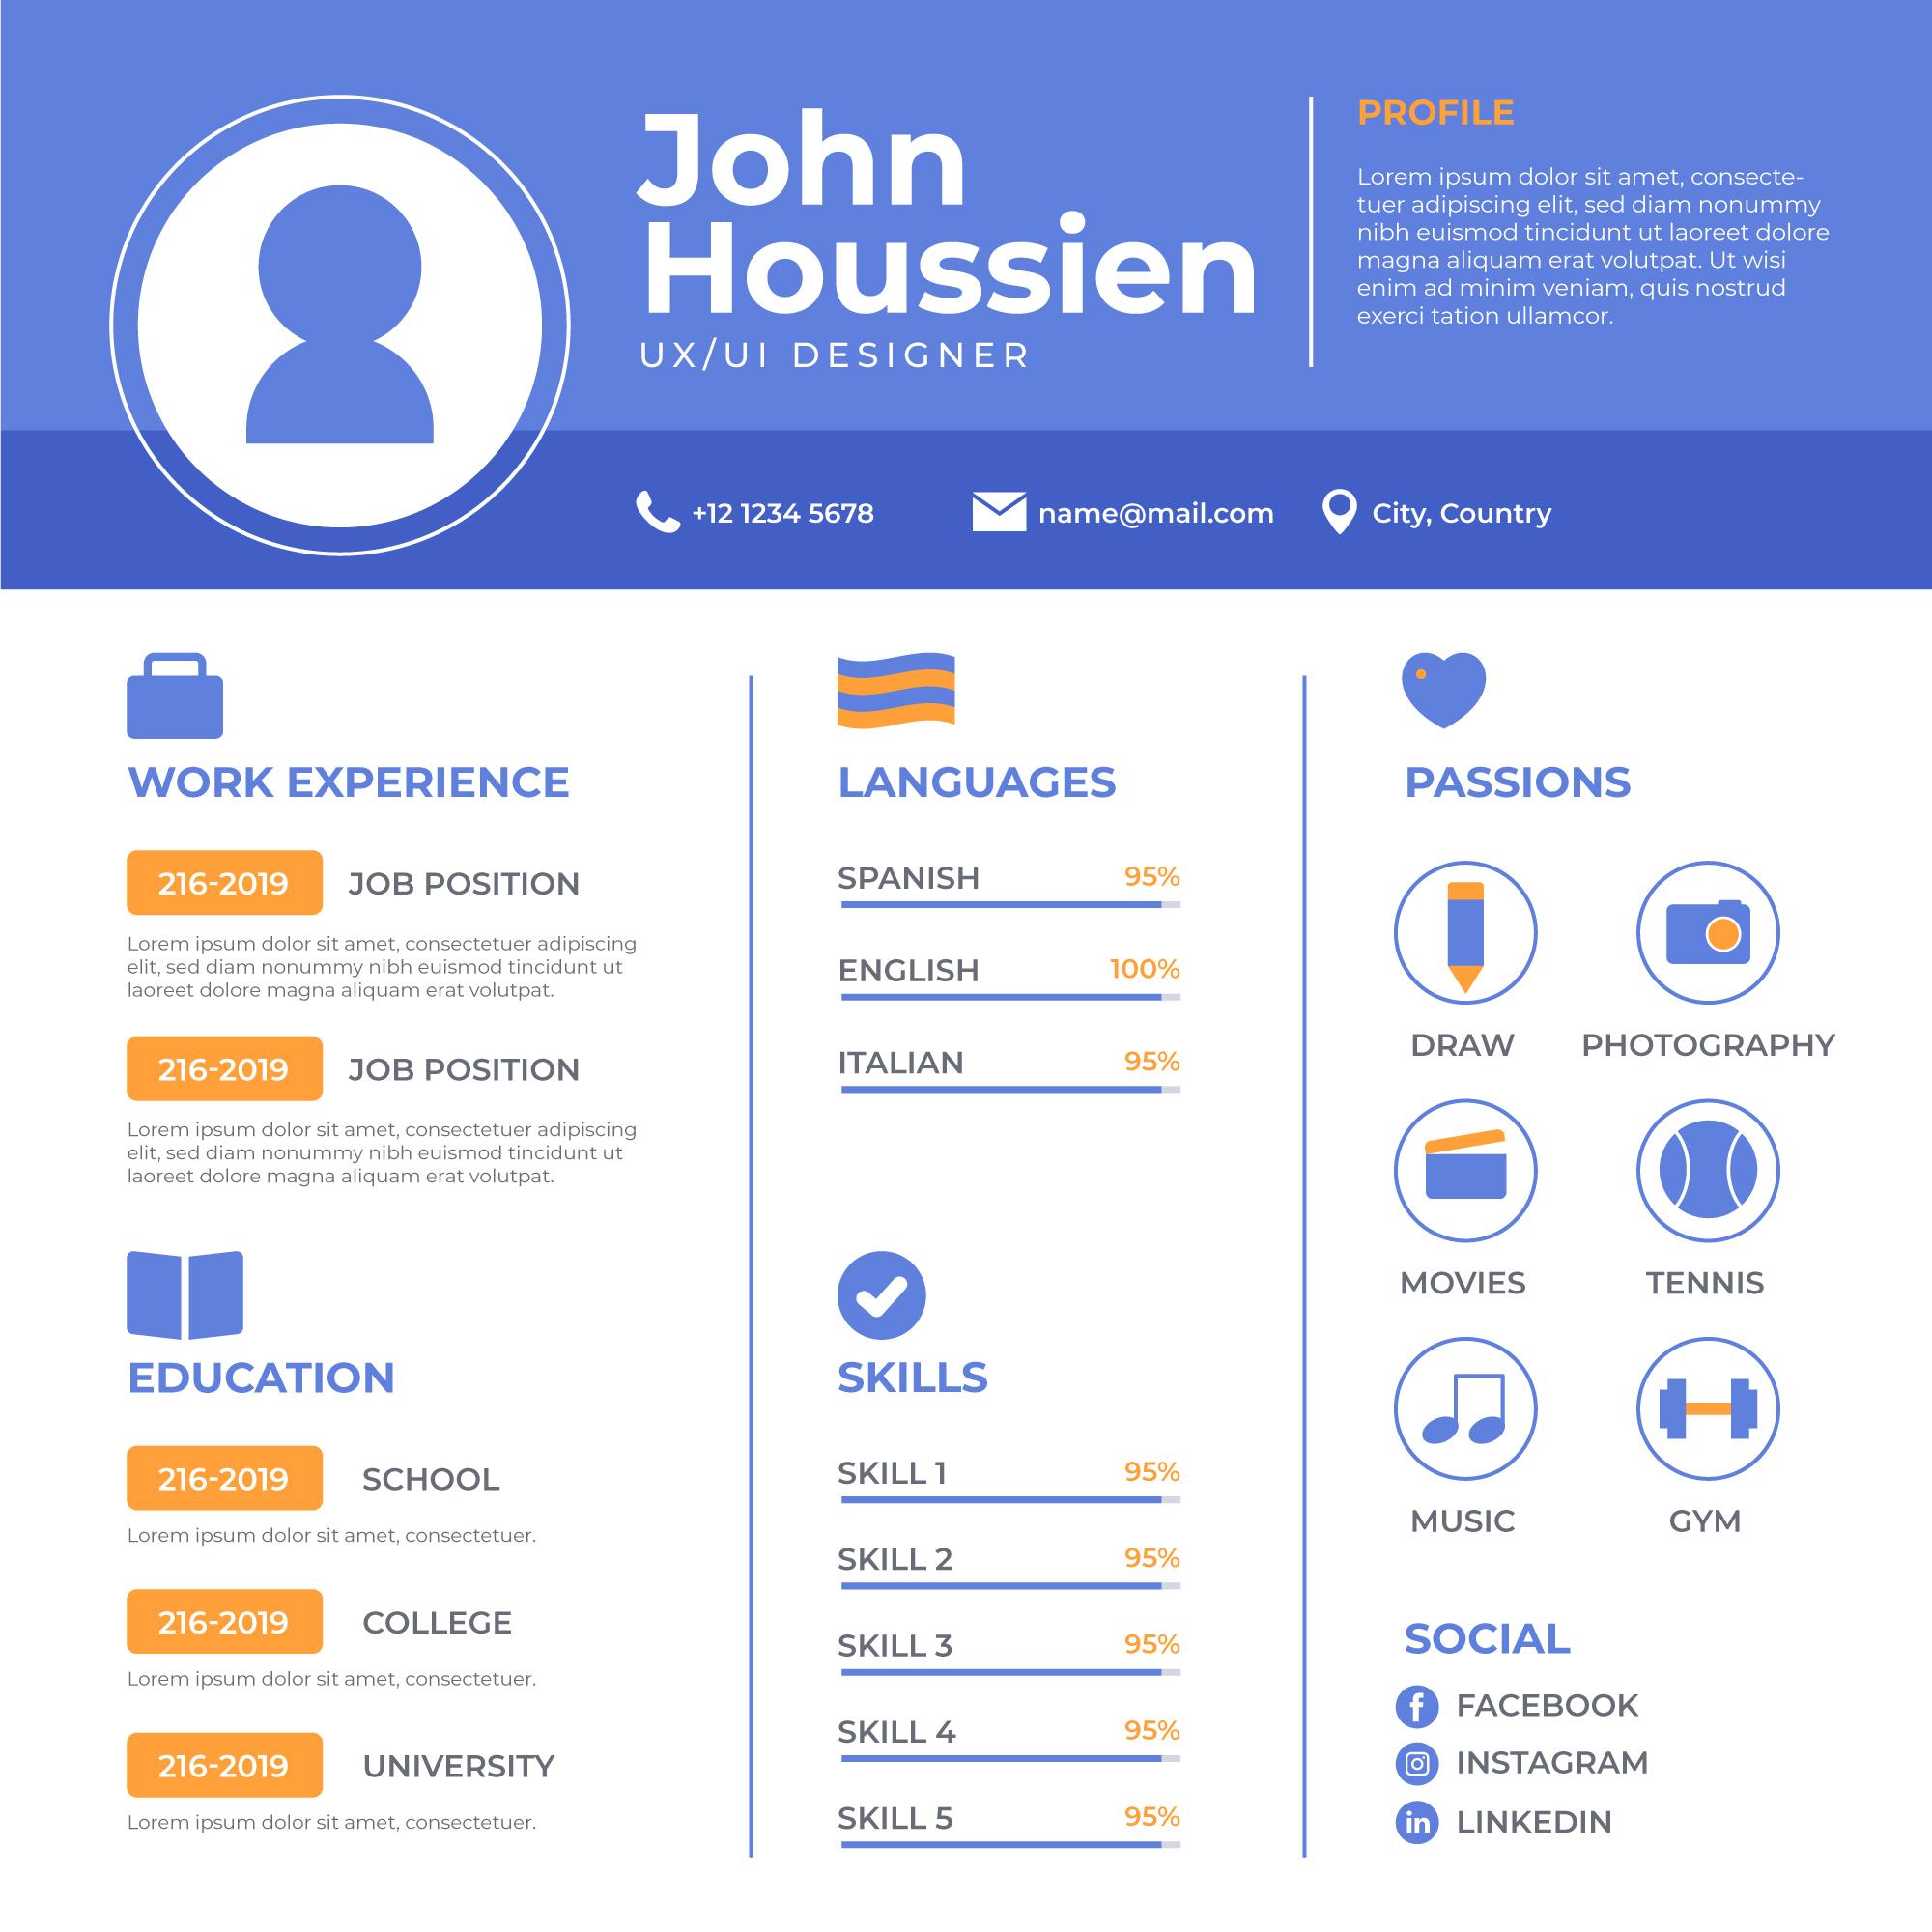 John
Houssien
UX/UI DESIGNER
PROFILE
Lorem ipsum dolor sit amet, consecte-
tuer adipiscing elit, sed diam nonummy
nibh euismod tincidunt ut laoreet dolore
magna aliquam erat volutpat. Ut wisi
enim ad minim veniam, quis nostrud
exerci tation ullamcor.
+12 1234 5678
name@mail.com
City, Country
WORK EXPERIENCE
216-2019 JOB POSITION
Lorem ipsum dolor sit amet, consectetuer adipiscing
elit, sed diam nonummy nibh euismod tincidunt ut
laoreet dolore magna aliquam erat volutpat.
216-2019 JOB POSITION
Lorem ipsum dolor sit amet, consectetuer adipiscing
elit, sed diam nonummy nibh euismod tincidunt ut
laoreet dolore magna aliquam erat volutpat.
EDUCATION
216-2019 SCHOOL
Lorem ipsum dolor sit amet, consectetuer.
216-2019 COLLEGE
Lorem ipsum dolor sit amet, consectetuer.
216-2019 UNIVERSITY
Lorem ipsum dolor sit amet, consectetuer.
LANGUAGES
SPANISH 95%
ENGLISH 100%
ITALIAN 95%
SKILLS
SKILL 1 95%
SKILL 2 95%
SKILL 3 95%
SKILL 4 95%
SKILL 5 95%
PASSIONS
DRAW PHOTOGRAPHY
MOVIES TENNIS
MUSIC GYM
SOCIAL
f FACEBOOK
INSTAGRAM
in LINKEDIN